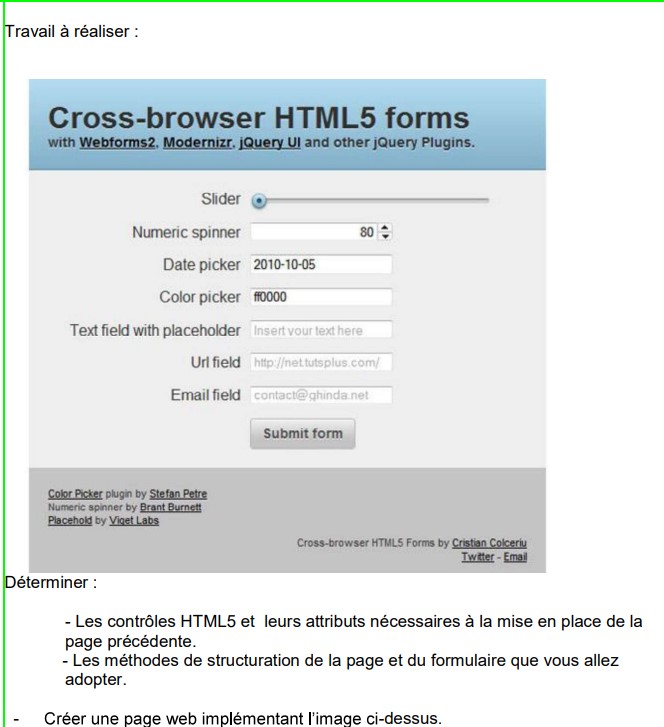 Travail à réaliser :
Cross-browser HTML5 forms
with Webforms2, Modernizr, jQuery UI and other jQuery Plugins.
Slider
Numeric spinner 80
Date picker 2010-10-05
Color picker ff0000
Text field with placeholder Insert your text here
Url field http://net.tutsplus.com/
Email field contact@ghinda.net
Submit form
Color Picker plugin by Stefan Petre
Numeric spinner by Brant Burnett
Placehold by Viget Labs
Cross-browser HTML5 Forms by Cristian Colceriu
Twitter - Email
Déterminer :
- Les contrôles HTML5 et leurs attributs nécessaires à la mise en place de la
page précédente.
- Les méthodes de structuration de la page et du formulaire que vous allez
adopter.
- Créer une page web implémentant l'image ci-dessus.